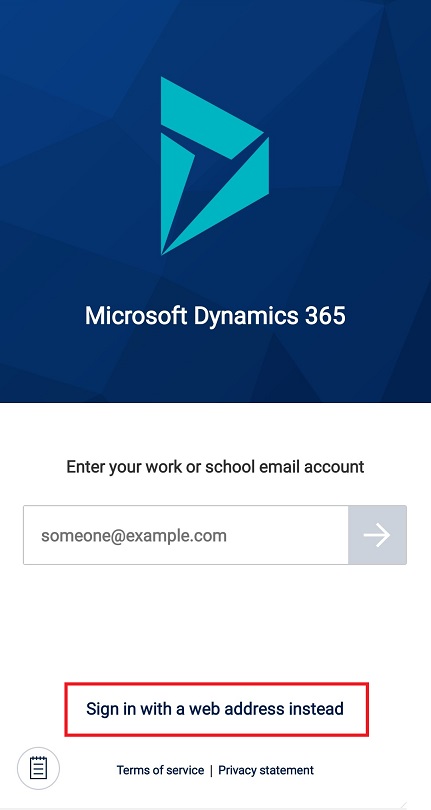 Microsoft Dynamics 365
Enter your work or school email account
someone@example.com
Sign in with a web address instead
Terms of service | Privacy statement